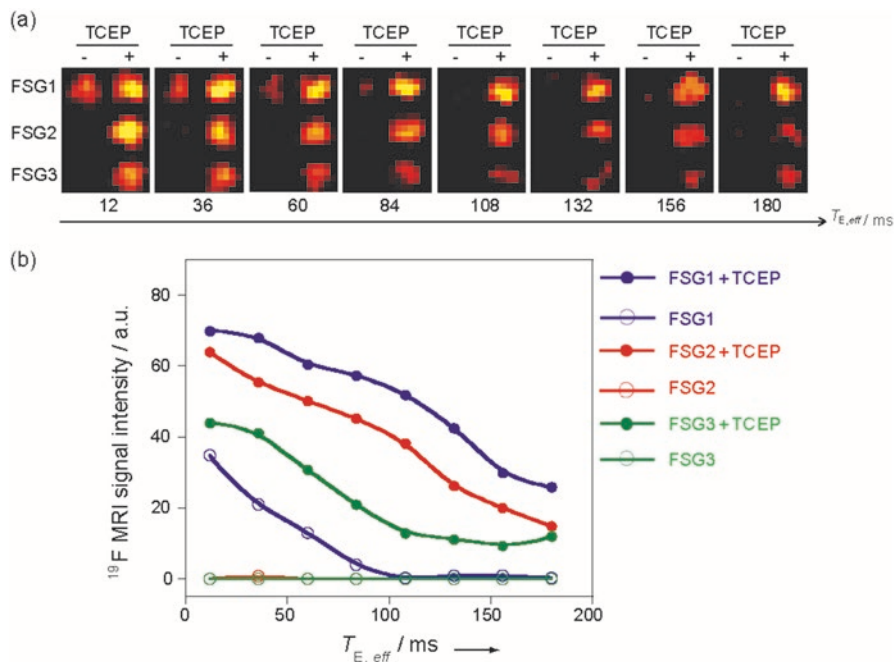 (a)
TCEP TCEP TCEP TCEP TCEP TCEP TCEP TCEP
- + - + - + - + - + - + - + - +
FSG1
FSG2
FSG3
12 36 60 84 108 132 156 180
T_E,eff / ms
(b)
80
60
40
20
0
¹⁹F MRI signal intensity / a.u.
0 50 100 150 200
T_E, eff / ms
FSG1 + TCEP
FSG1
FSG2 + TCEP
FSG2
FSG3 + TCEP
FSG3